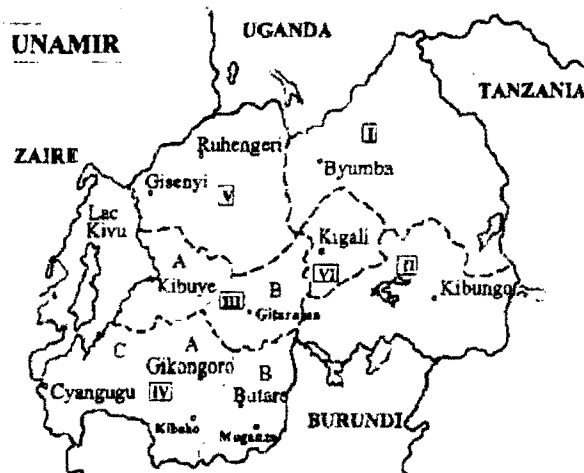 UNAMIR
UGANDA
TANZANIA
ZAIRE
Ruhengeri
I
Byumba
Gisenyi
V
Lac
Kivu
Kigali
A
Kibuye
VI
II
B
III
Gitarama
Kibungo
C
A
Gikongoro
B
Cyangugu
IV
Butare
Kibeho
Muganza
BURUNDI